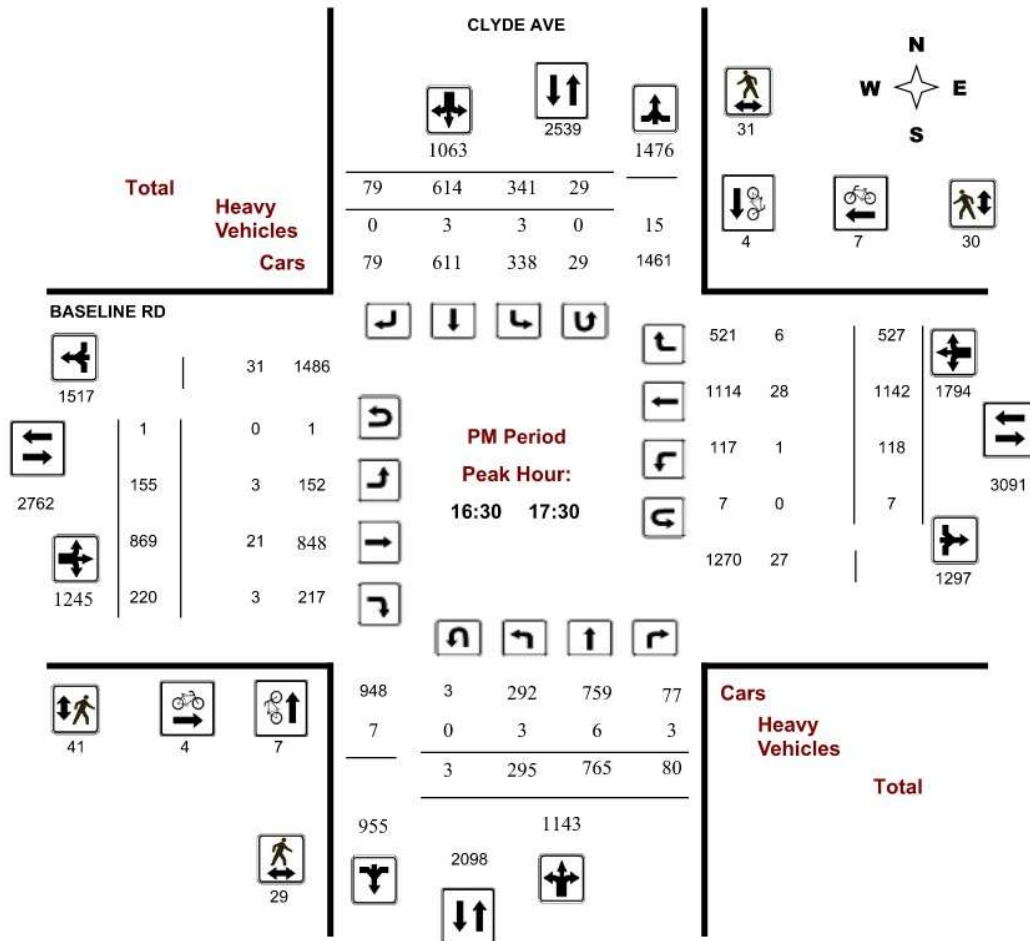 CLYDE AVE
N
W E
S
31
2539
1063 1476
Total 79 614 341 29
Heavy
Vehicles
0 3 3 0 15
4 7 30
Cars 79 611 338 29 1461
BASELINE RD
521 6 527
31 1486
1517
1114 28 1142 1794
1 0 1
PM Period
117 1 118
Peak Hour:
155 3 152
2762
3091
16:30 17:30
7 0 7
869 21 848
1270 27
1297
1245 220 3 217
948 3 292 759 77
Cars
7 0 3 6 3
Heavy
Vehicles
41 4 7
3 295 765 80
Total
955 1143
2098
29